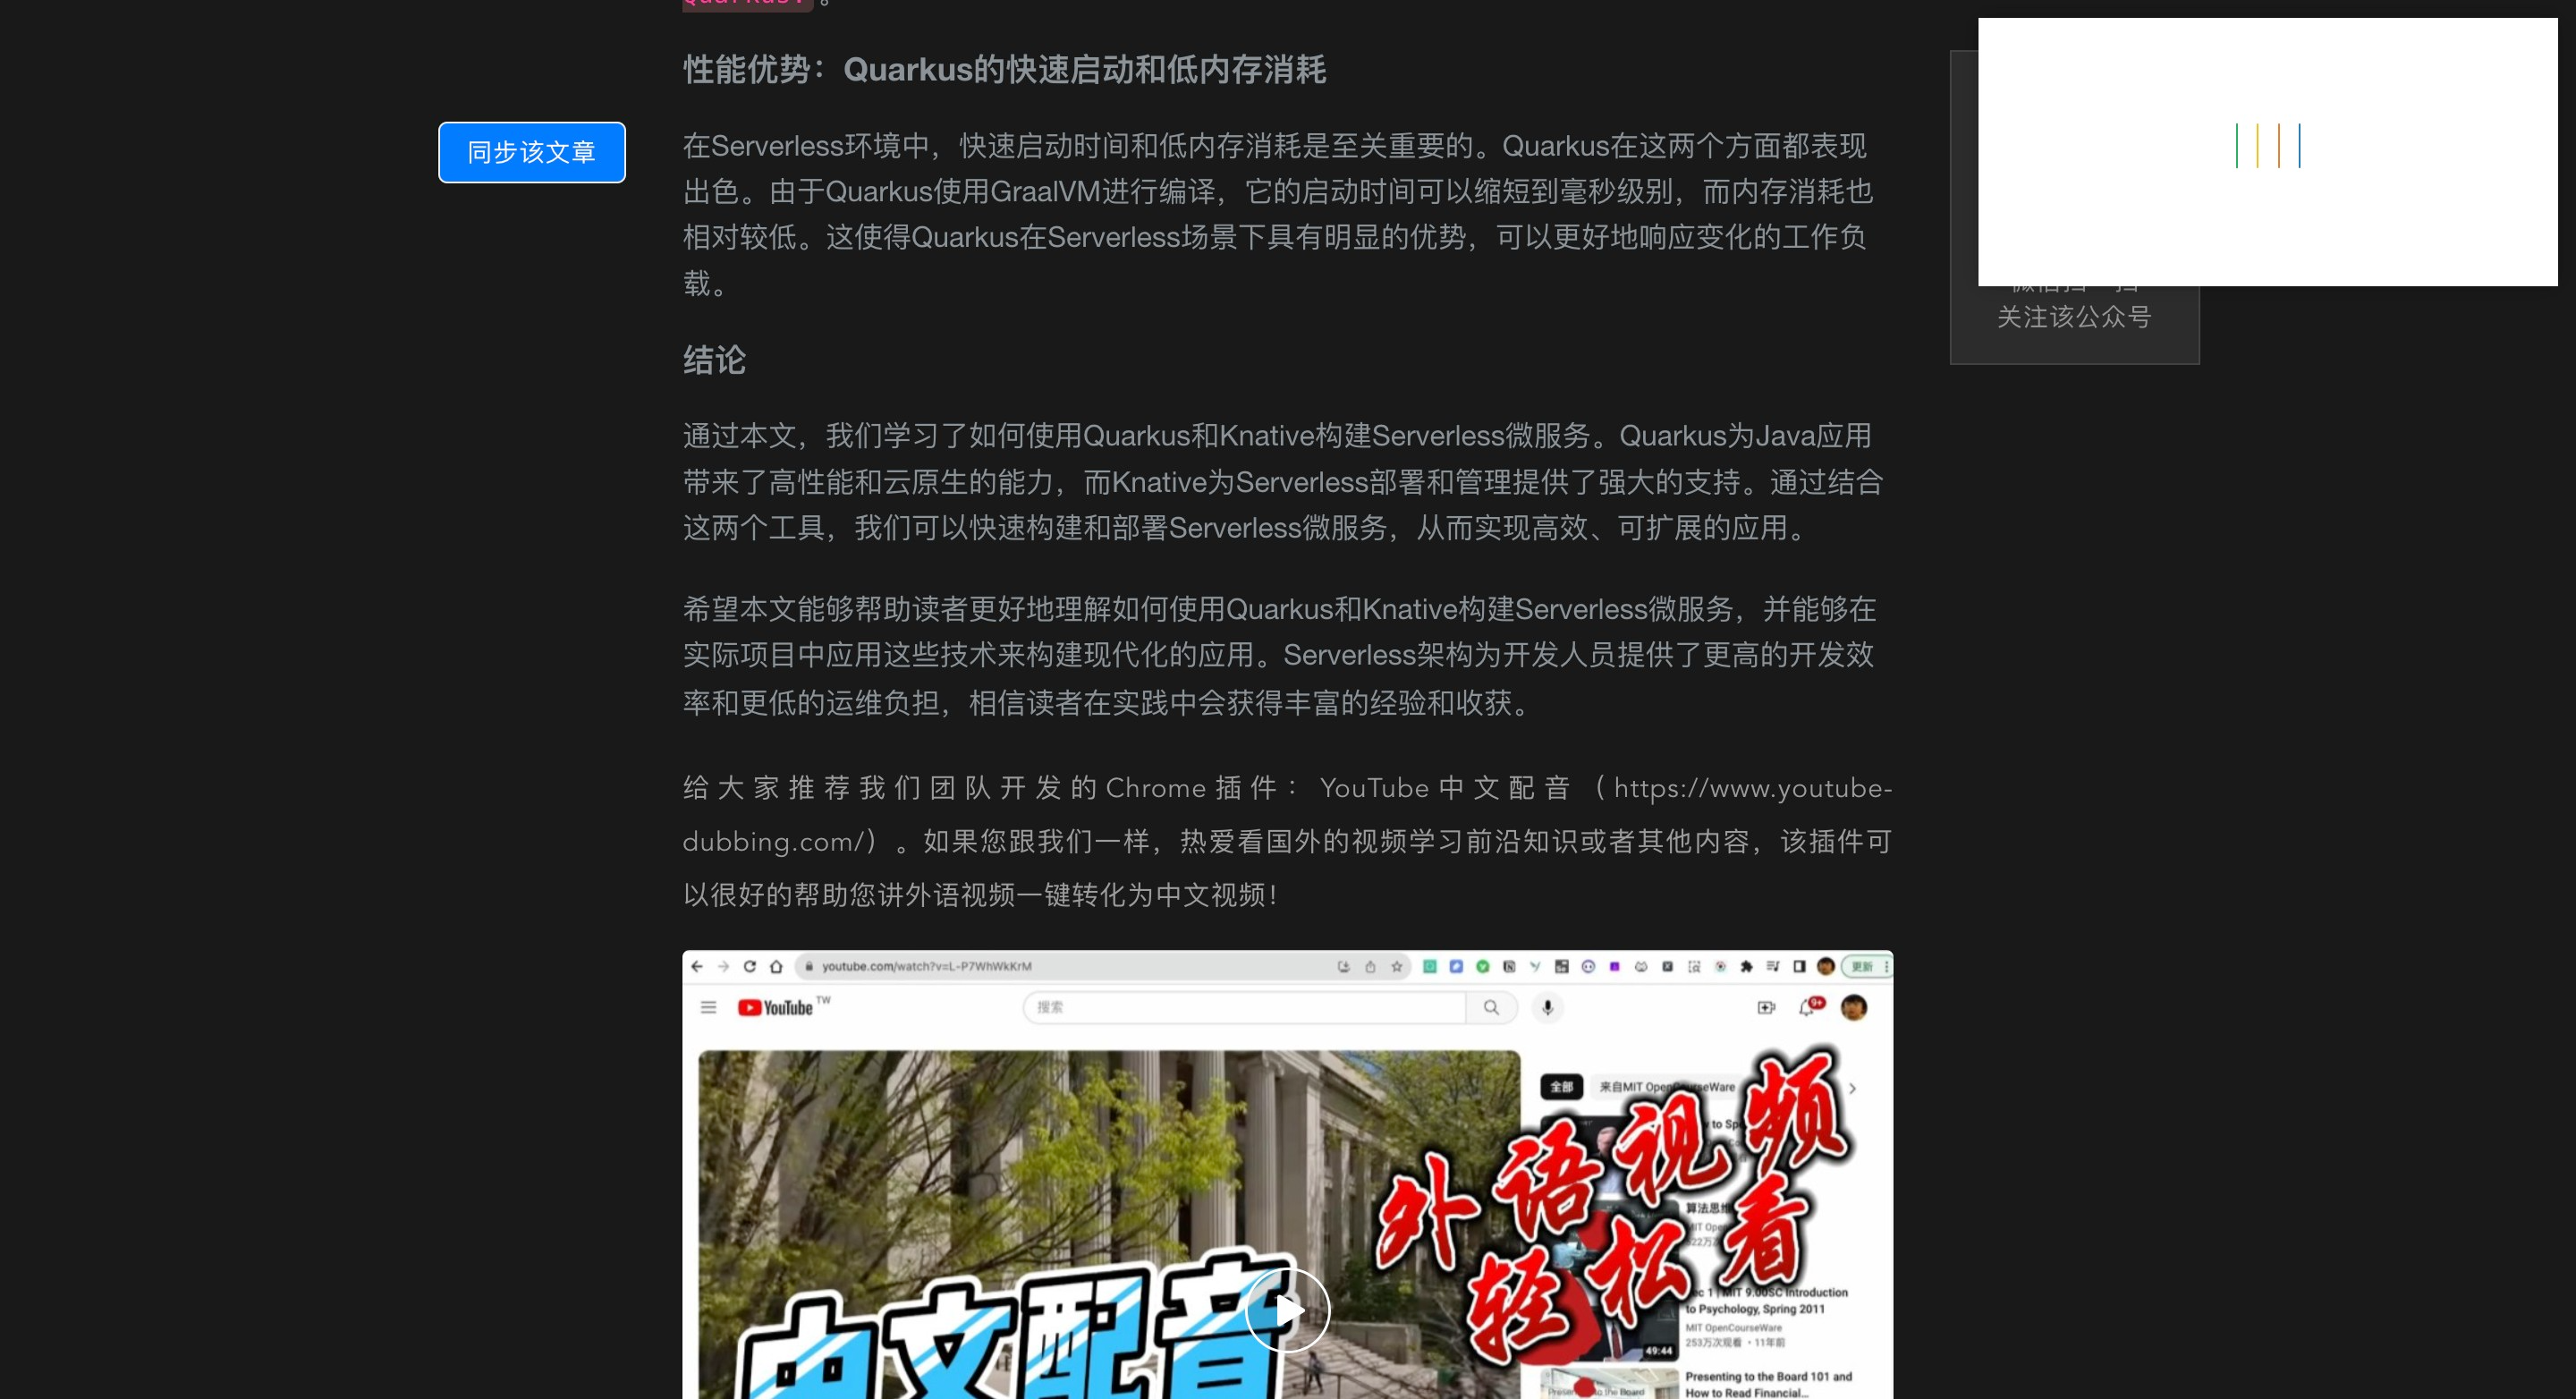 性能优势：Quarkus的快速启动和低内存消耗
同步该文章
在Serverless环境中，快速启动时间和低内存消耗是至关重要的。Quarkus在这两个方面都表现
出色。由于Quarkus使用GraalVM进行编译，它的启动时间可以缩短到毫秒级别，而内存消耗也
相对较低。这使得Quarkus在Serverless场景下具有明显的优势，可以更好地响应变化的工作负
载。
关注该公众号
结论
通过本文，我们学习了如何使用Quarkus和Knative构建Serverless微服务。Quarkus为Java应用
带来了高性能和云原生的能力，而Knative为Serverless部署和管理提供了强大的支持。通过结合
这两个工具，我们可以快速构建和部署Serverless微服务，从而实现高效、可扩展的应用。
希望本文能够帮助读者更好地理解如何使用Quarkus和Knative构建Serverless微服务，并能够在
实际项目中应用这些技术来构建现代化的应用。Serverless架构为开发人员提供了更高的开发效
率和更低的运维负担，相信读者在实践中会获得丰富的经验和收获。
给大家推荐我们团队开发的Chrome插件：YouTube中文配音（https://www.youtube-
dubbing.com/）。如果您跟我们一样，热爱看国外的视频学习前沿知识或者其他内容，该插件可
以很好的帮助您讲外语视频一键转化为中文视频！
youtube.com/watch?v=L-P7WhWkKrM
更新
YouTube TW
搜索
9+
全部
来自MIT OpenCourseWare
外语视频
轻松看
中文配音
算法思维
Lec 1 | MIT 9.00SC Introduction
to Psychology, Spring 2011
MIT OpenCourseWare
253万次观看 · 11年前
49:44
Presenting to the Board 101 and
How to Read Financial...